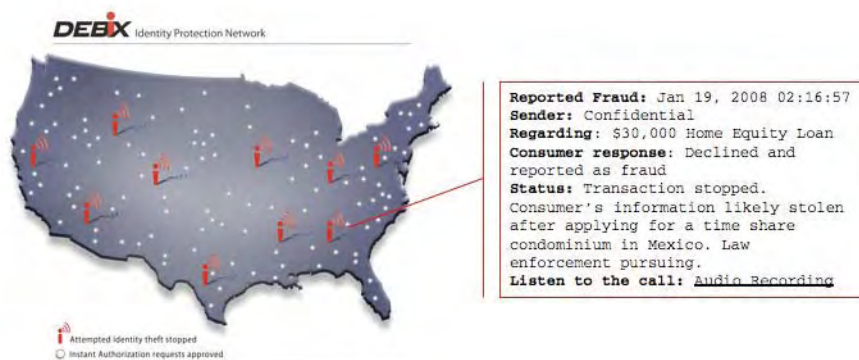 DEBiX Identity Protection Network
Reported Fraud: Jan 19, 2008 02:16:57
Sender: Confidential
Regarding: $30,000 Home Equity Loan
Consumer response: Declined and
reported as fraud
Status: Transaction stopped.
Consumer's information likely stolen
after applying for a time share
condominium in Mexico. Law
enforcement pursuing.
Listen to the call: Audio Recording
Attempted identity theft stopped
Instant Authorization requests approved